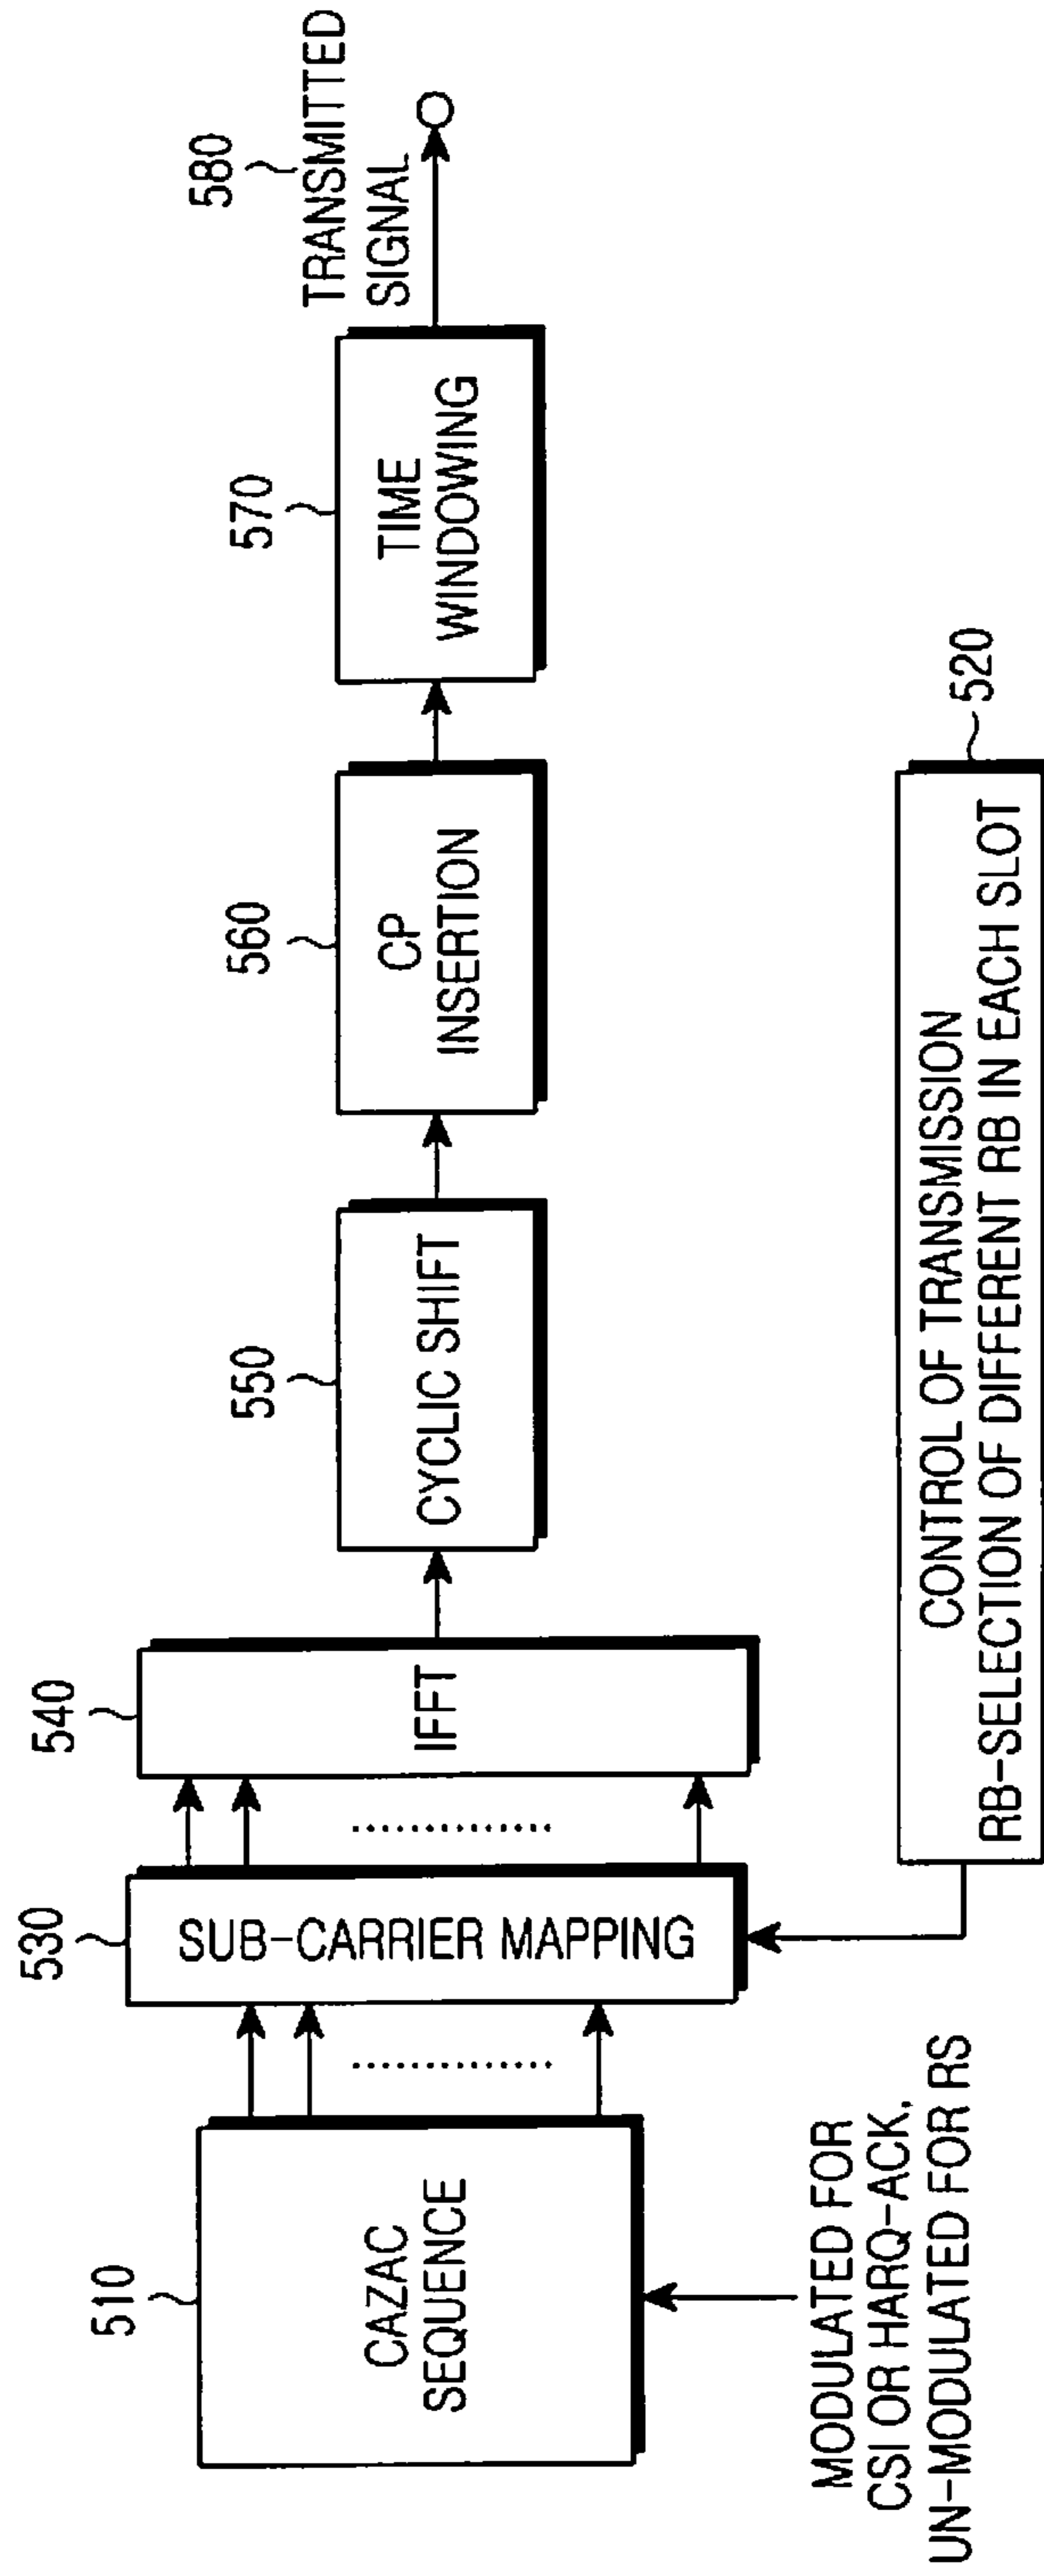 510
CAZAC
SEQUENCE
MODULATED FOR
CSI OR HARQ-ACK,
UN-MODULATED FOR RS
530
SUB-CARRIER MAPPING
540
IFFT
550
CYCLIC SHIFT
560
CP
INSERTION
570
TIME
WINDOWING
580
TRANSMITTED
SIGNAL
CONTROL OF TRANSMISSION
RB-SELECTION OF DIFFERENT RB IN EACH SLOT
520